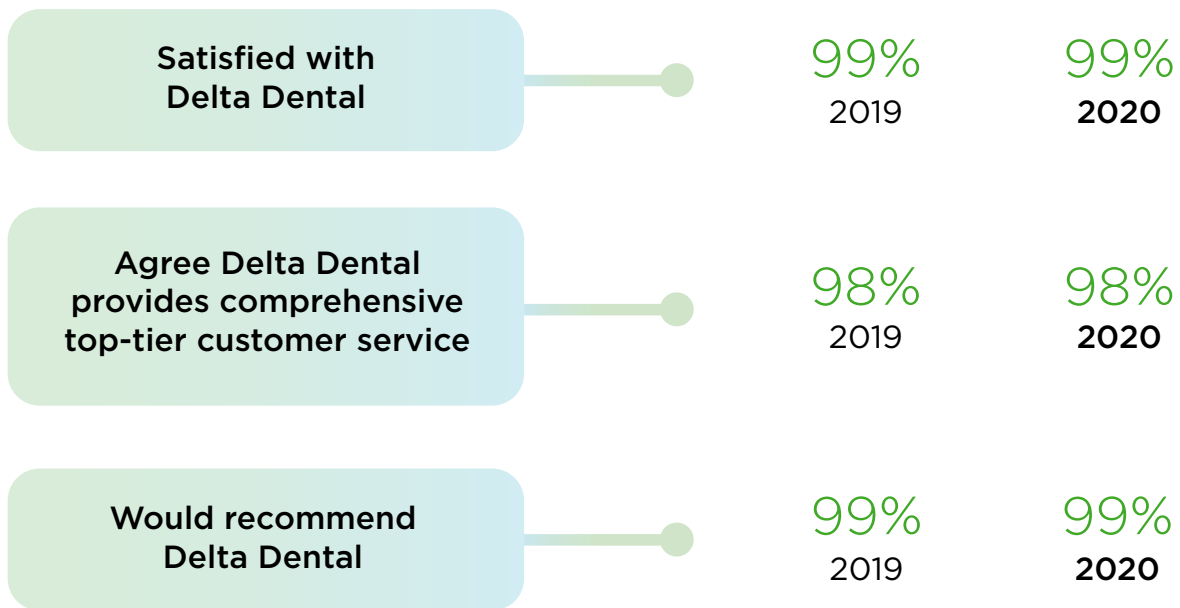 Satisfied with
Delta Dental
99% 99%
2019 2020
Agree Delta Dental
provides comprehensive
top-tier customer service
98% 98%
2019 2020
Would recommend
Delta Dental
99% 99%
2019 2020